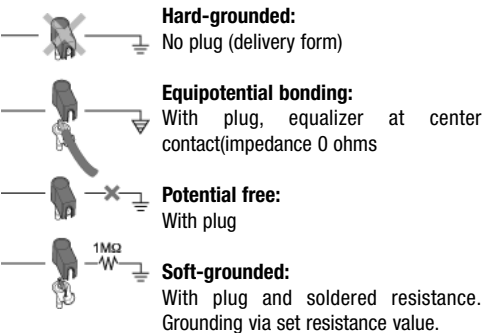 Hard-grounded:
No plug (delivery form)
Equipotential bonding:
With plug, equalizer at center
contact(impedance 0 ohms
Potential free:
With plug
1MΩ
Soft-grounded:
With plug and soldered resistance.
Grounding via set resistance value.